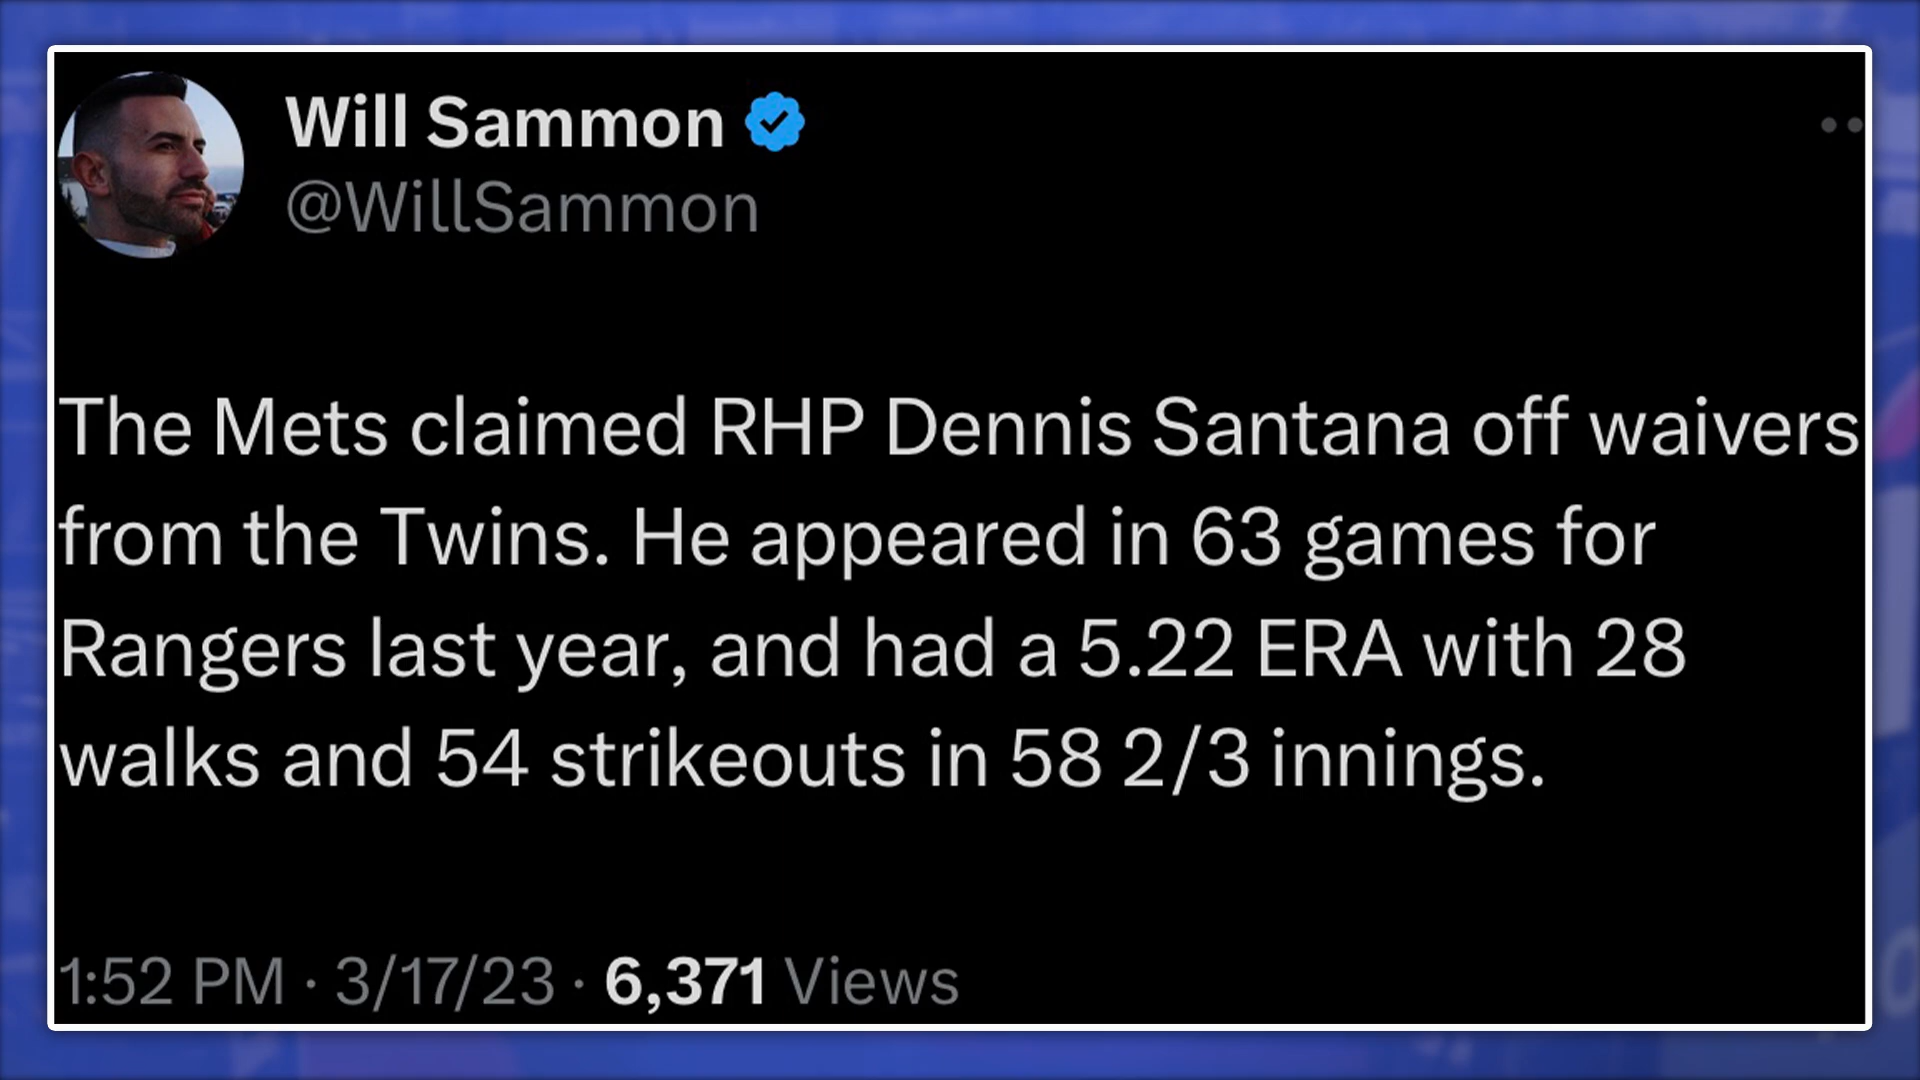 Will Sammon
@WillSammon
The Mets claimed RHP Dennis Santana off waivers
from the Twins. He appeared in 63 games for
Rangers last year, and had a 5.22 ERA with 28
walks and 54 strikeouts in 58 2/3 innings.
1:52 PM · 3/17/23 · 6,371 Views